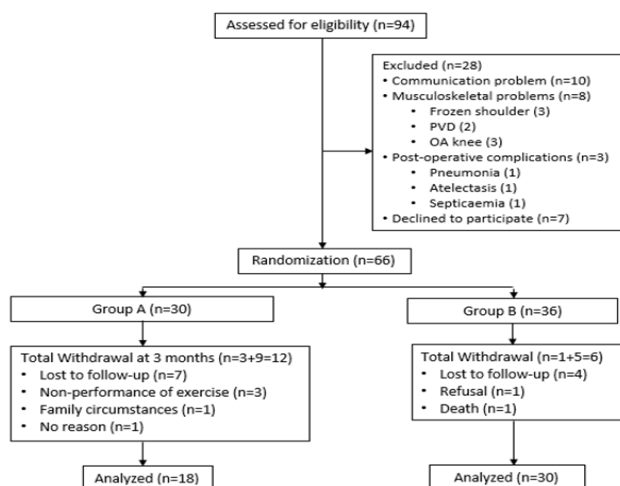 Assessed for eligibility (n=94)
Excluded (n=28)
• Communication problem (n=10)
• Musculoskeletal problems (n=8)
• Frozen shoulder (3)
• PVD (2)
• OA knee (3)
• Post-operative complications (n=3)
• Pneumonia (1)
• Atelectasis (1)
• Septicaemia (1)
• Declined to participate (n=7)
Randomization (n=66)
Group A (n=30)
Group B (n=36)
Total Withdrawal at 3 months (n=3+9=12)
• Lost to follow-up (n=7)
• Non-performance of exercise (n=3)
• Family circumstances (n=1)
• No reason (n=1)
Total Withdrawal (n=1+5=6)
• Lost to follow-up (n=4)
• Refusal (n=1)
• Death (n=1)
Analyzed (n=18)
Analyzed (n=30)